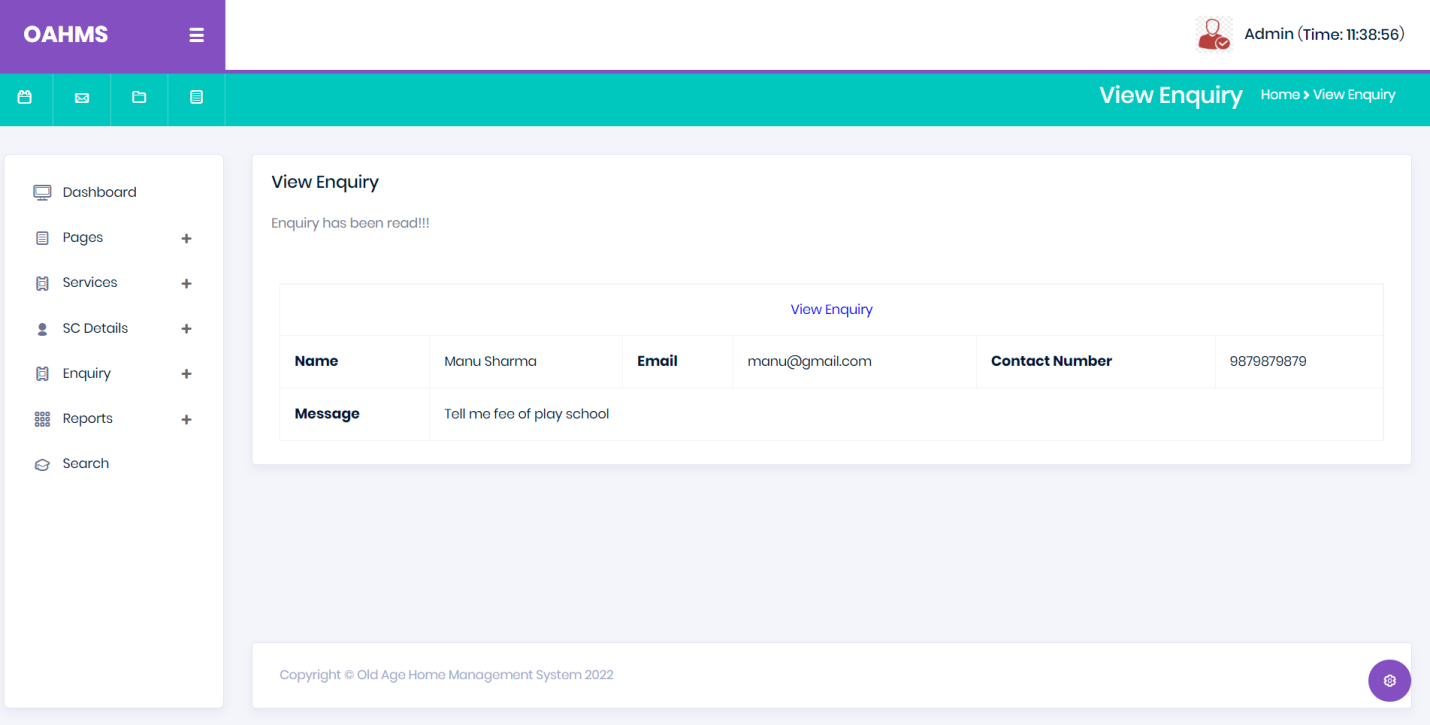 OAHMS
Admin (Time: 11:38:56)
View Enquiry Home > View Enquiry
Dashboard
Pages +
Services +
SC Details +
Enquiry +
Reports +
Search
View Enquiry
Enquiry has been read!!!
View Enquiry
Name Manu Sharma Email manu@gmail.com Contact Number 9879879879
Message Tell me fee of play school
Copyright © Old Age Home Management System 2022